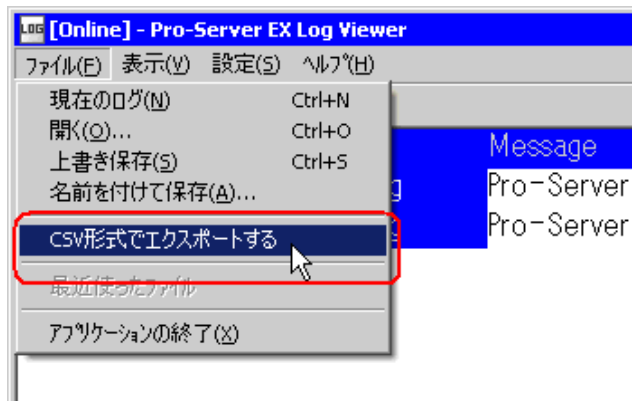 LOG [Online] - Pro-Server EX Log Viewer
ファイル(F) 表示(V) 設定(S) ヘルプ(H)
現在のログ(N) Ctrl+N
開く(O)... Ctrl+O
上書き保存(S) Ctrl+S
名前を付けて保存(A)...
CSV形式でエクスポートする
最近使ったファイル
アプリケーションの終了(X)
Message
g Pro-Server
Pro-Server